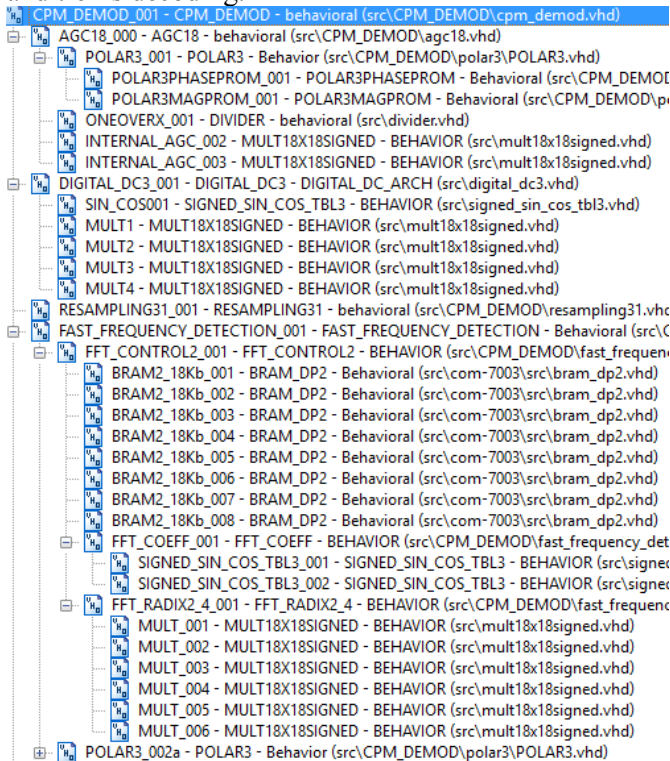 CPM_DEMOD_001 - CPM_DEMOD - behavioral (src\CPM_DEMOD\cpm_demod.vhd)
AGC18_000 - AGC18 - behavioral (src\CPM_DEMOD\agc18.vhd)
POLAR3_001 - POLAR3 - Behavior (src\CPM_DEMOD\polar3\POLAR3.vhd)
POLAR3PHASEPROM_001 - POLAR3PHASEPROM - Behavioral (src\CPM_DEMOD
POLAR3MAGPROM_001 - POLAR3MAGPROM - Behavioral (src\CPM_DEMOD\po
ONEOVERX_001 - DIVIDER - behavioral (src\divider.vhd)
INTERNAL_AGC_002 - MULT18X18SIGNED - BEHAVIOR (src\mult18x18signed.vhd)
INTERNAL_AGC_003 - MULT18X18SIGNED - BEHAVIOR (src\mult18x18signed.vhd)
DIGITAL_DC3_001 - DIGITAL_DC3 - DIGITAL_DC_ARCH (src\digital_dc3.vhd)
SIN_COS001 - SIGNED_SIN_COS_TBL3 - BEHAVIOR (src\signed_sin_cos_tbl3.vhd)
MULT1 - MULT18X18SIGNED - BEHAVIOR (src\mult18x18signed.vhd)
MULT2 - MULT18X18SIGNED - BEHAVIOR (src\mult18x18signed.vhd)
MULT3 - MULT18X18SIGNED - BEHAVIOR (src\mult18x18signed.vhd)
MULT4 - MULT18X18SIGNED - BEHAVIOR (src\mult18x18signed.vhd)
RESAMPLING31_001 - RESAMPLING31 - behavioral (src\CPM_DEMOD\resampling31.vhd
FAST_FREQUENCY_DETECTION_001 - FAST_FREQUENCY_DETECTION - Behavioral (src\C
FFT_CONTROL2_001 - FFT_CONTROL2 - BEHAVIOR (src\CPM_DEMOD\fast_frequenc
BRAM2_18Kb_001 - BRAM_DP2 - Behavioral (src\com-7003\src\bram_dp2.vhd)
BRAM2_18Kb_002 - BRAM_DP2 - Behavioral (src\com-7003\src\bram_dp2.vhd)
BRAM2_18Kb_003 - BRAM_DP2 - Behavioral (src\com-7003\src\bram_dp2.vhd)
BRAM2_18Kb_004 - BRAM_DP2 - Behavioral (src\com-7003\src\bram_dp2.vhd)
BRAM2_18Kb_005 - BRAM_DP2 - Behavioral (src\com-7003\src\bram_dp2.vhd)
BRAM2_18Kb_006 - BRAM_DP2 - Behavioral (src\com-7003\src\bram_dp2.vhd)
BRAM2_18Kb_007 - BRAM_DP2 - Behavioral (src\com-7003\src\bram_dp2.vhd)
BRAM2_18Kb_008 - BRAM_DP2 - Behavioral (src\com-7003\src\bram_dp2.vhd)
FFT_COEFF_001 - FFT_COEFF - BEHAVIOR (src\CPM_DEMOD\fast_frequency_det
SIGNED_SIN_COS_TBL3_001 - SIGNED_SIN_COS_TBL3 - BEHAVIOR (src\signed
SIGNED_SIN_COS_TBL3_002 - SIGNED_SIN_COS_TBL3 - BEHAVIOR (src\signed
FFT_RADIX2_4_001 - FFT_RADIX2_4 - BEHAVIOR (src\CPM_DEMOD\fast_frequenc
MULT_001 - MULT18X18SIGNED - BEHAVIOR (src\mult18x18signed.vhd)
MULT_002 - MULT18X18SIGNED - BEHAVIOR (src\mult18x18signed.vhd)
MULT_003 - MULT18X18SIGNED - BEHAVIOR (src\mult18x18signed.vhd)
MULT_004 - MULT18X18SIGNED - BEHAVIOR (src\mult18x18signed.vhd)
MULT_005 - MULT18X18SIGNED - BEHAVIOR (src\mult18x18signed.vhd)
MULT_006 - MULT18X18SIGNED - BEHAVIOR (src\mult18x18signed.vhd)
POLAR3_002a - POLAR3 - Behavior (src\CPM_DEMOD\polar3\POLAR3.vhd)